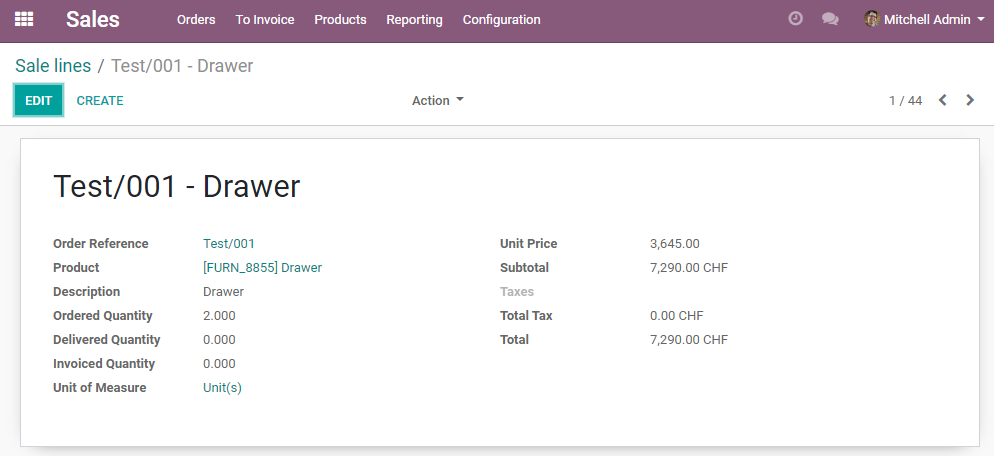 Sales Orders To Invoice Products Reporting Configuration Mitchell Admin
Sale lines / Test/001 - Drawer
EDIT CREATE Action 1 / 44
Test/001 - Drawer
Order Reference Test/001 Unit Price 3,645.00
Product [FURN_8855] Drawer Subtotal 7,290.00 CHF
Description Drawer Taxes
Ordered Quantity 2.000 Total Tax 0.00 CHF
Delivered Quantity 0.000 Total 7,290.00 CHF
Invoiced Quantity 0.000
Unit of Measure Unit(s)